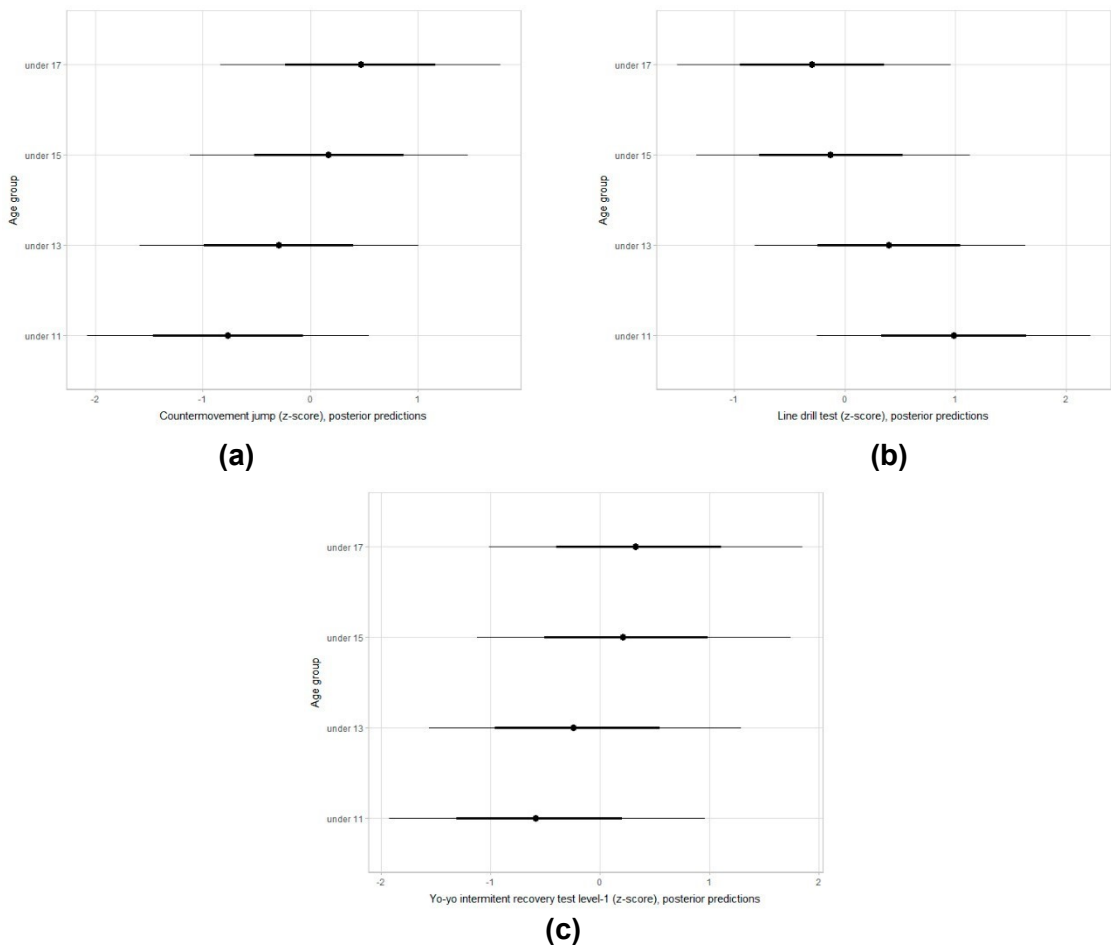 under 17
under 15
under 13
under 11
Age group
-2 -1 0 1
Countermovement jump (z-score), posterior predictions
(a)
under 17
under 15
under 13
under 11
Age group
-1 0 1 2
Line drill test (z-score), posterior predictions
(b)
under 17
under 15
under 13
under 11
Age group
-2 -1 0 1 2
Yo-yo intermitent recovery test level-1 (z-score), posterior predictions
(c)